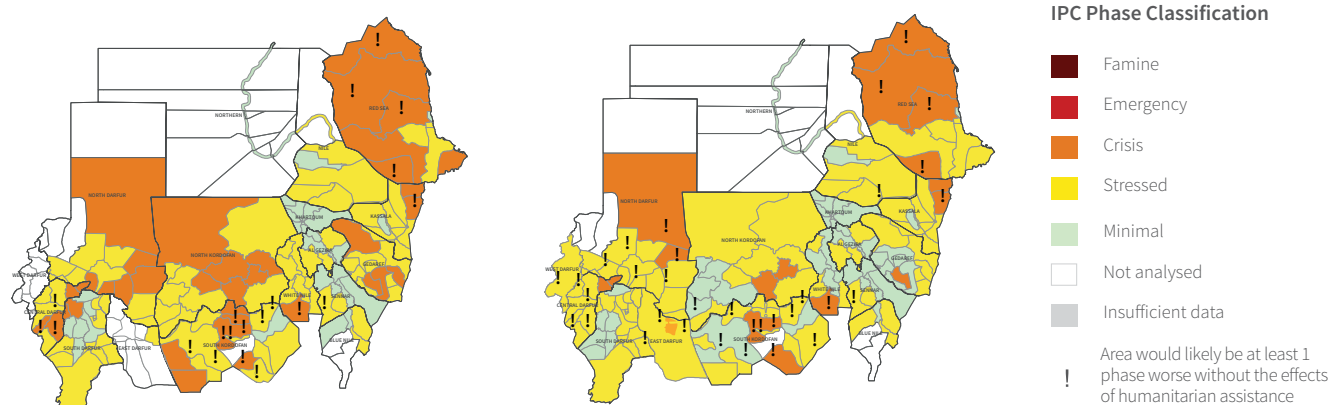 IPC Phase Classification
Famine
Emergency
Crisis
Stressed
Minimal
Not analysed
Insufficient data
! Area would likely be at least 1
phase worse without the effects
of humanitarian assistance
RED SEA
NORTHERN
NILE
NORTH DARFUR
KHARTOUM
KASSALA
NORTH KORDOFAN
GEDAREF
WEST DARFUR
WHITE NILE
SENNAR
CENTRAL DARFUR
SOUTH DARFUR
EAST DARFUR
SOUTH KORDOFAN
BLUE NILE
RED SEA
NORTHERN
NILE
NORTH DARFUR
KHARTOUM
KASSALA
NORTH KORDOFAN
GEDAREF
WEST DARFUR
WHITE NILE
SENNAR
CENTRAL DARFUR
SOUTH DARFUR
EAST DARFUR
SOUTH KORDOFAN
BLUE NILE